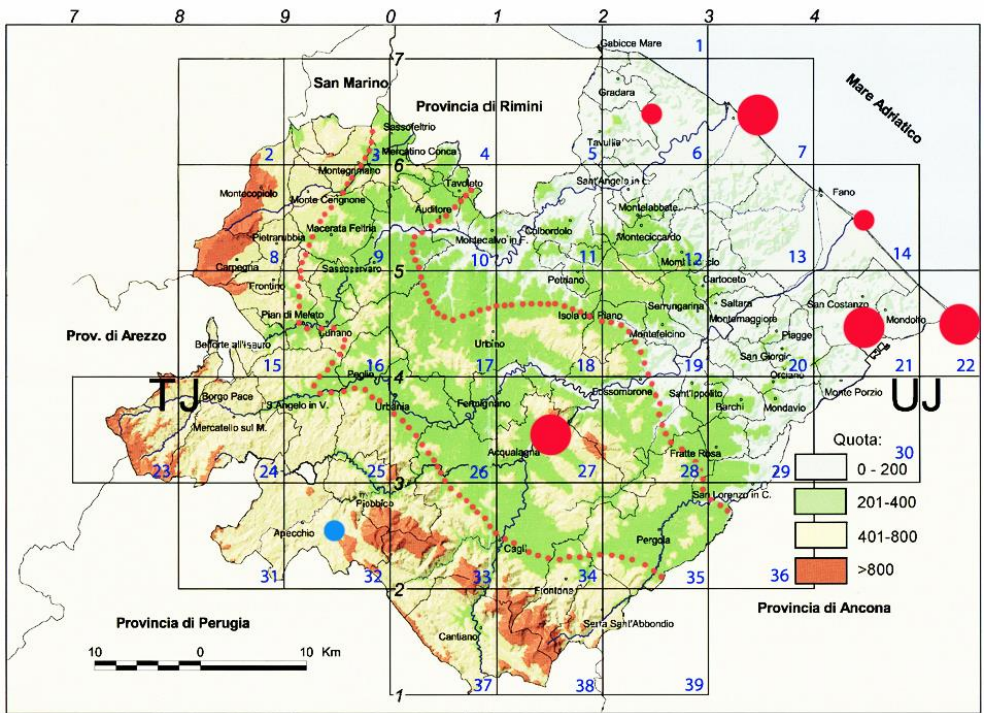 7 8 9 0 1 2 3 4
Gabicce Mare 1
7
San Marino
Gradara
Mare Adriatico
Provincia di Rimini
Sassofeltrio
Tavullia
Mercatino Conca
2 3 4 5 6 7
6
Montegrimano
Tavoleto
Sant'Angelo in L.
Montecopiolo
Monte Cerignone
Fano
Auditore
Montelabbate
Macerata Feltria
Colbordolo
Monteciccardo
Pietrarubbia
Montecalvo in F.
8 9 10 11 12 13 14
Carpegna
Sassocorvaro
5
Petriano
Cartoceto
Frontino
San Costanzo
Serrungarina
Saltara
Pian di Meleto
Isola del Piano
Montemaggiore
Mondolfo
Prov. di Arezzo
Lunano
Montefelcino
Piagge
Belforte all'Isauro
Urbino
San Giorgio
15 16 17 18 19 20 21 22
Peglio
Orciano
4
TJ
Borgo Pace
Fossombrone
Sant'Ippolito
Monte Porzio
UJ
S.Angelo in V.
Urbania
Fermignano
Barchi
Mondavio
Mercatello sul M.
Quota:
Acqualagna
Fratte Rosa
23 24 25 26 27 28 29 30
0 - 200
3
San Lorenzo in C.
201-400
Piobbico
Apecchio
401-800
Cagli
Pergola
>800
31 32 33 34 35 36
2
Frontone
Provincia di Ancona
Provincia di Perugia
Serra Sant'Abbondio
Cantiano
10 0 10 Km
37 38 39
1